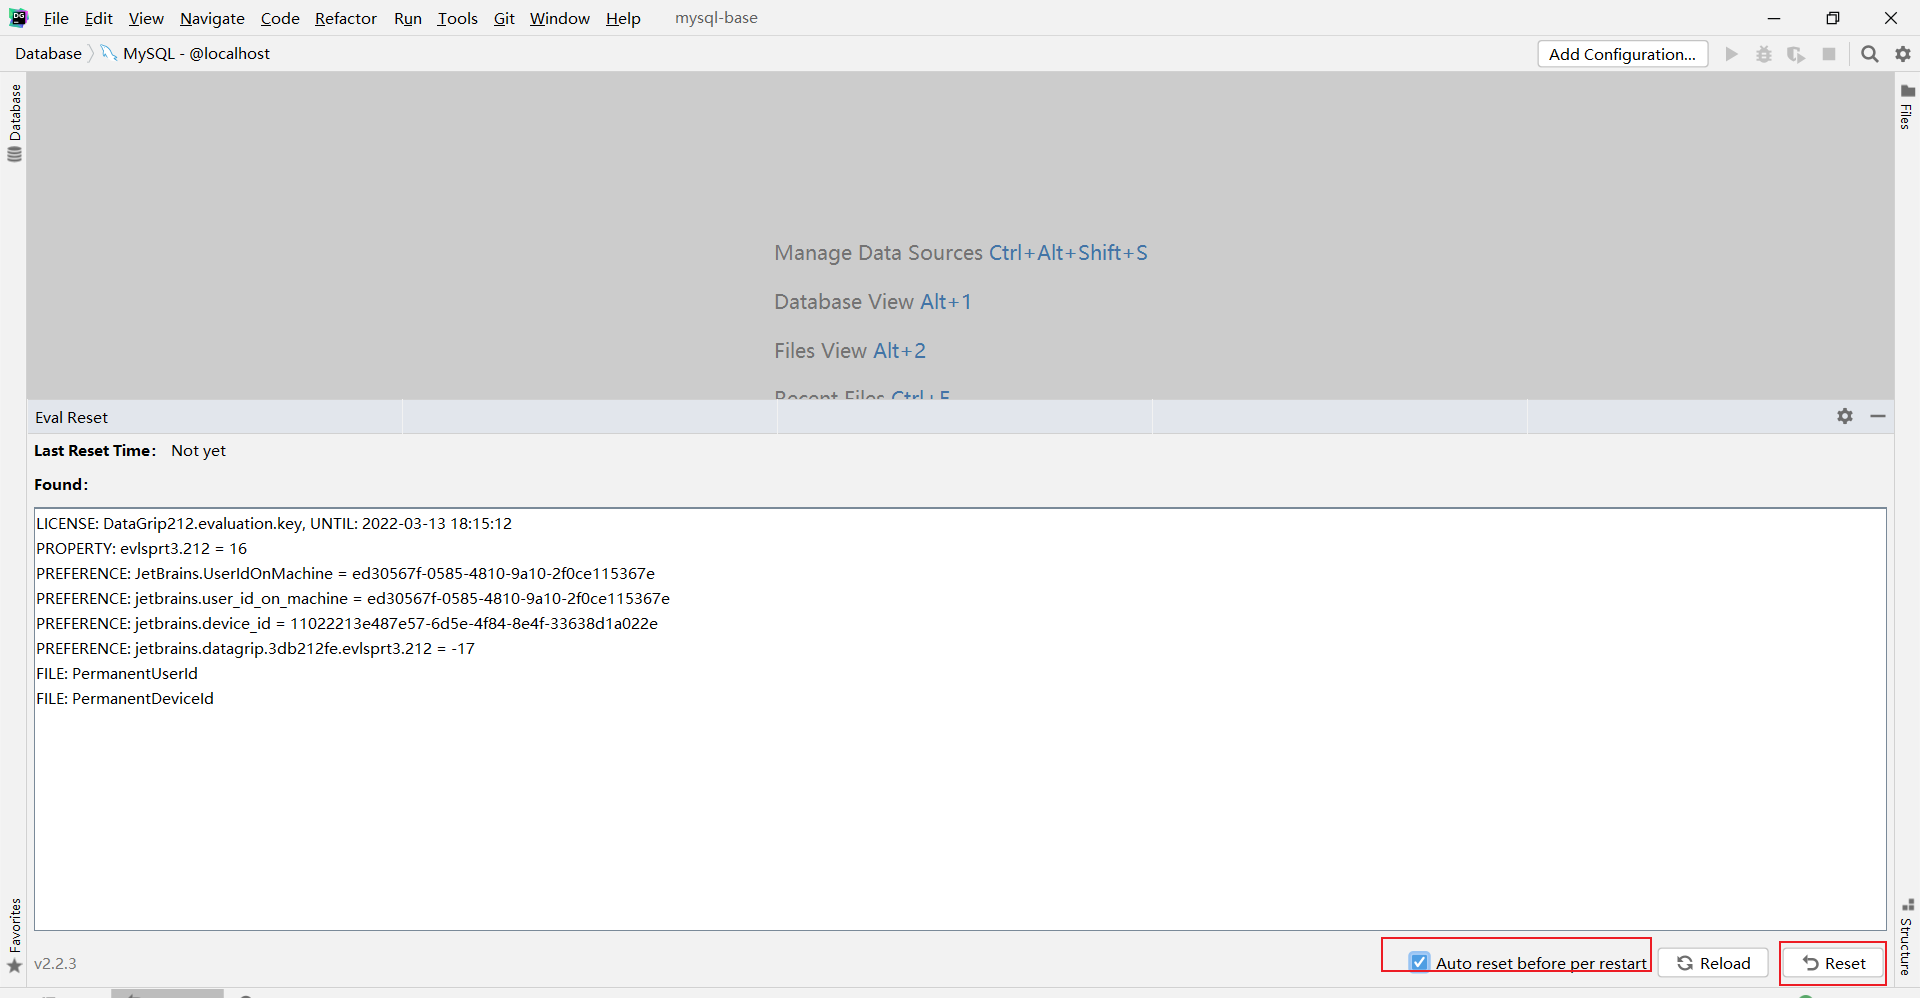 File Edit View Navigate Code Refactor Run Tools Git Window Help mysql-base
Database MySQL - @localhost Add Configuration...
Database
Files
Manage Data Sources Ctrl+Alt+Shift+S
Database View Alt+1
Files View Alt+2
Recent Files Ctrl+E
Eval Reset
Last Reset Time: Not yet
Found:
LICENSE: DataGrip212.evaluation.key, UNTIL: 2022-03-13 18:15:12
PROPERTY: evlsprt3.212 = 16
PREFERENCE: JetBrains.UserIdOnMachine = ed30567f-0585-4810-9a10-2f0ce115367e
PREFERENCE: jetbrains.user_id_on_machine = ed30567f-0585-4810-9a10-2f0ce115367e
PREFERENCE: jetbrains.device_id = 11022213e487e57-6d5e-4f84-8e4f-33638d1a022e
PREFERENCE: jetbrains.datagrip.3db212fe.evlsprt3.212 = -17
FILE: PermanentUserId
FILE: PermanentDeviceId
Favorites
Structure
v2.2.3 Auto reset before per restart Reload Reset